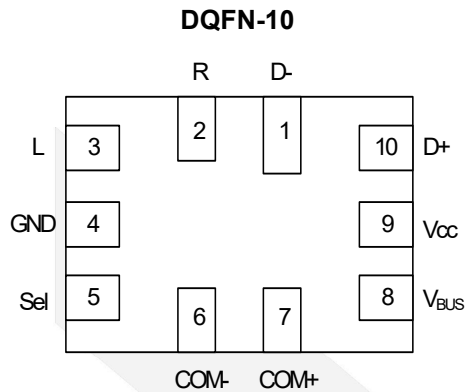 DQFN-10
R D-
2 1
L 3 10 D+
GND 4 9 Vcc
Sel 5 8 VBUS
6 7
COM- COM+